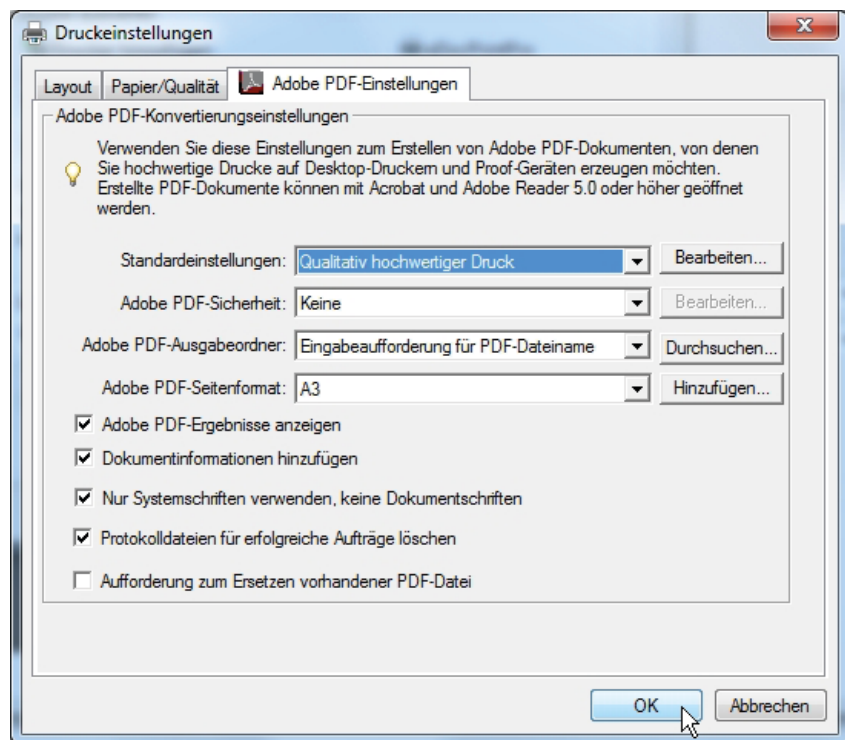 Druckeinstellungen
Layout Papier/Qualität Adobe PDF-Einstellungen
Adobe PDF-Konvertierungseinstellungen
Verwenden Sie diese Einstellungen zum Erstellen von Adobe PDF-Dokumenten, von denen
Sie hochwertige Drucke auf Desktop-Druckern und Proof-Geräten erzeugen möchten.
Erstellte PDF-Dokumente können mit Acrobat und Adobe Reader 5.0 oder höher geöffnet
werden.
Standardeinstellungen: Qualitativ hochwertiger Druck Bearbeiten...
Adobe PDF-Sicherheit: Keine Bearbeiten...
Adobe PDF-Ausgabeordner: Eingabeaufforderung für PDF-Dateiname Durchsuchen...
Adobe PDF-Seitenformat: A3 Hinzufügen...
Adobe PDF-Ergebnisse anzeigen
Dokumentinformationen hinzufügen
Nur Systemschriften verwenden, keine Dokumentschriften
Protokolldateien für erfolgreiche Aufträge löschen
Aufforderung zum Ersetzen vorhandener PDF-Datei
OK Abbrechen